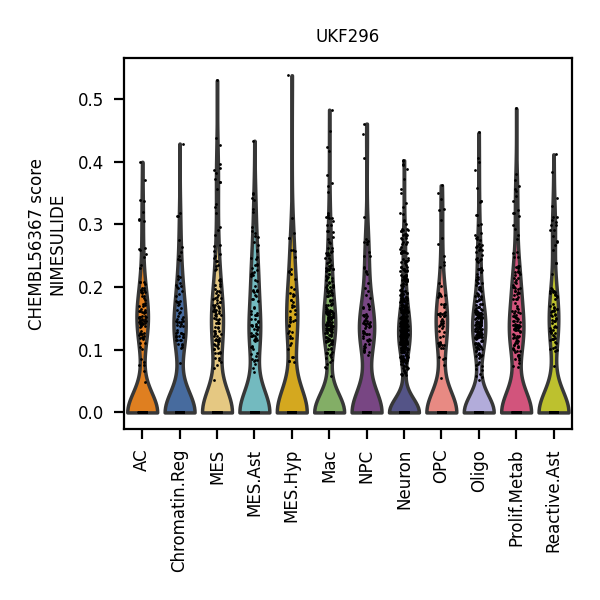 UKF296
CHEMBL56367 score
NIMESULIDE
0.5
0.4
0.3
0.2
0.1
0.0
AC
Chromatin.Reg
MES
MES.Ast
MES.Hyp
Mac
NPC
Neuron
OPC
Oligo
Prolif.Metab
Reactive.Ast